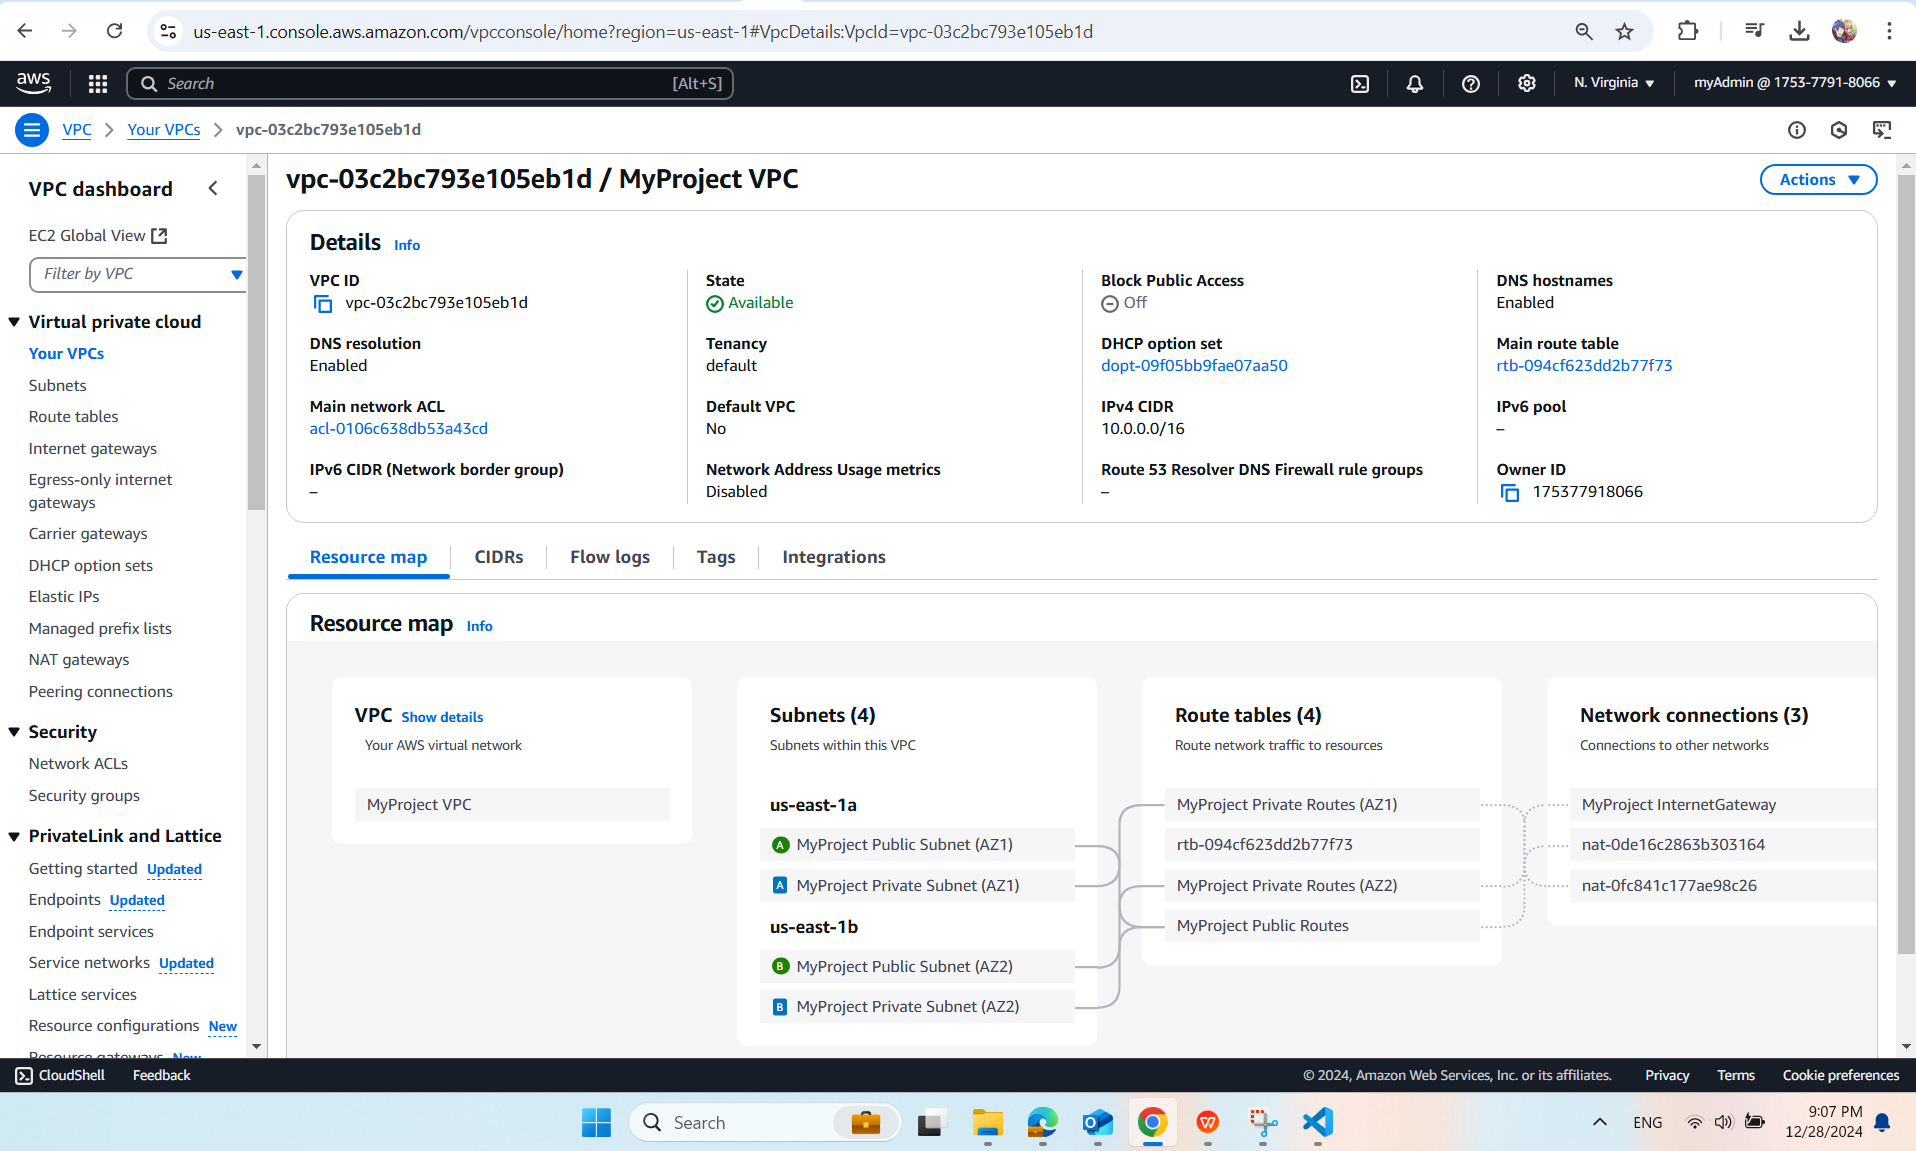 us-east-1.console.aws.amazon.com/vpcconsole/home?region=us-east-1#VpcDetails:VpcId=vpc-03c2bc793e105eb1d
aws
Search [Alt+S]
N. Virginia
myAdmin @ 1753-7791-8066
VPC
Your VPCs
vpc-03c2bc793e105eb1d
VPC dashboard
EC2 Global View
Filter by VPC
Virtual private cloud
Your VPCs
Subnets
Route tables
Internet gateways
Egress-only internet
gateways
Carrier gateways
DHCP option sets
Elastic IPs
Managed prefix lists
NAT gateways
Peering connections
Security
Network ACLs
Security groups
PrivateLink and Lattice
Getting started Updated
Endpoints Updated
Endpoint services
Service networks Updated
Lattice services
Resource configurations New
Resource gateways New
vpc-03c2bc793e105eb1d / MyProject VPC
Actions
Details Info
VPC ID
vpc-03c2bc793e105eb1d
State
Available
Block Public Access
Off
DNS hostnames
Enabled
DNS resolution
Enabled
Tenancy
default
DHCP option set
dopt-09f05bb9fae07aa50
Main route table
rtb-094cf623dd2b77f73
Main network ACL
acl-0106c638db53a43cd
Default VPC
No
IPv4 CIDR
10.0.0.0/16
IPv6 pool
–
IPv6 CIDR (Network border group)
–
Network Address Usage metrics
Disabled
Route 53 Resolver DNS Firewall rule groups
–
Owner ID
175377918066
Resource map
CIDRs
Flow logs
Tags
Integrations
Resource map Info
VPC Show details
Your AWS virtual network
MyProject VPC
Subnets (4)
Subnets within this VPC
us-east-1a
A MyProject Public Subnet (AZ1)
A MyProject Private Subnet (AZ1)
us-east-1b
B MyProject Public Subnet (AZ2)
B MyProject Private Subnet (AZ2)
Route tables (4)
Route network traffic to resources
MyProject Private Routes (AZ1)
rtb-094cf623dd2b77f73
MyProject Private Routes (AZ2)
MyProject Public Routes
Network connections (3)
Connections to other networks
MyProject InternetGateway
nat-0de16c2863b303164
nat-0fc841c177ae98c26
CloudShell
Feedback
© 2024, Amazon Web Services, Inc. or its affiliates.
Privacy
Terms
Cookie preferences
Search
ENG
9:07 PM
12/28/2024